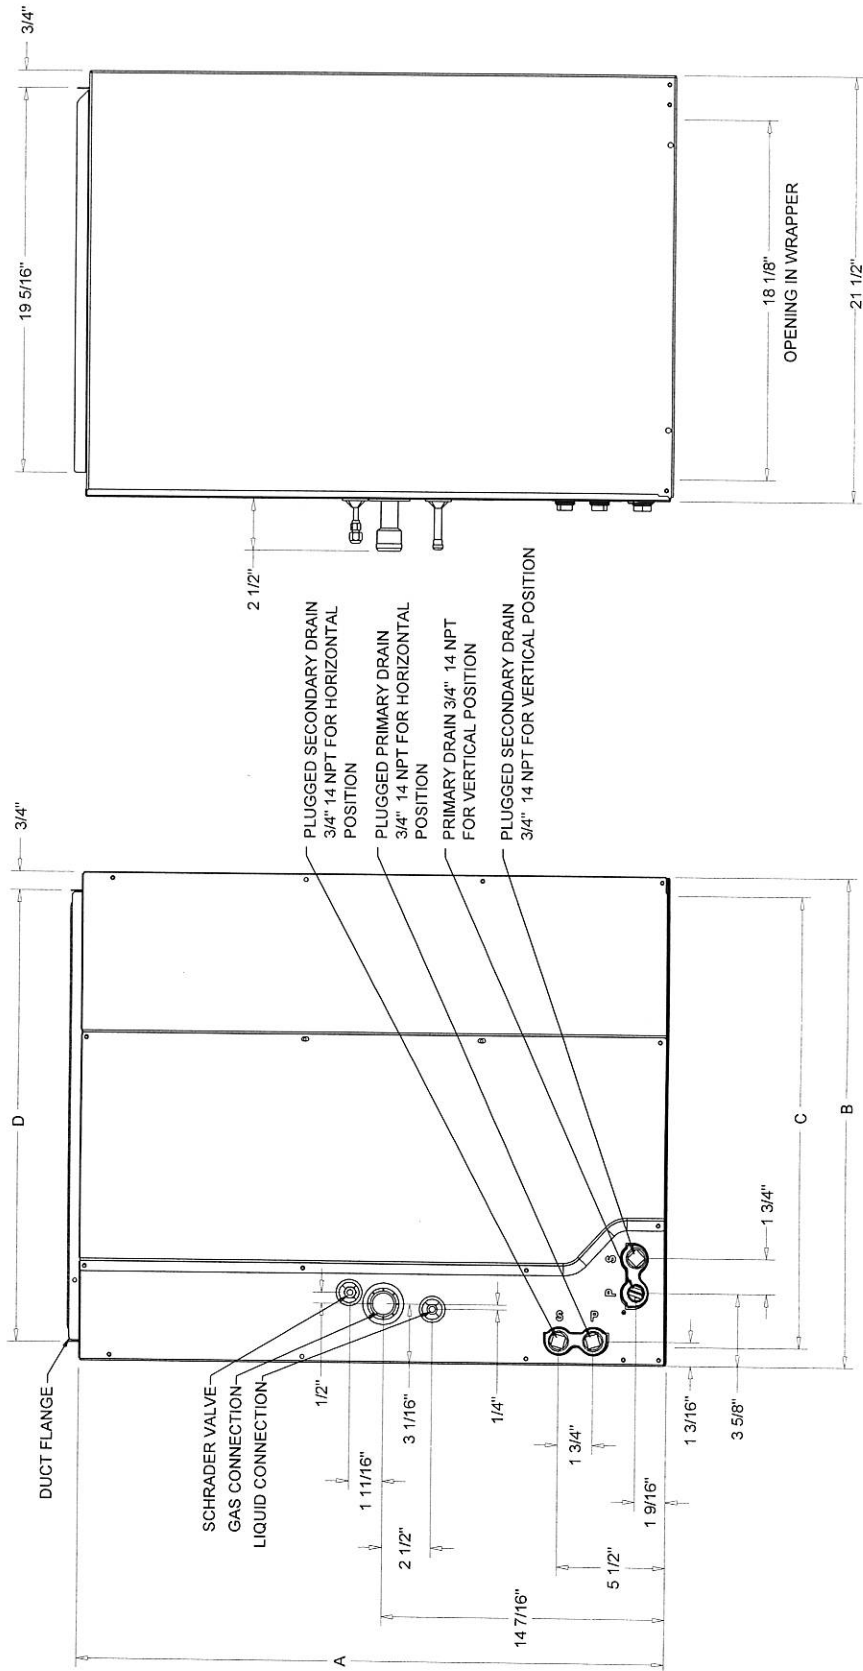 DUCT FLANGE
D
3/4"
19 5/16"
3/4"
SCHRADER VALVE
GAS CONNECTION
LIQUID CONNECTION
1/2"
1 11/16"
3 1/16"
2 1/2"
1/4"
14 7/16"
A
5 1/2"
1 3/4"
1 9/16"
1 3/16"
3 5/8"
1 3/4"
C
B
S
P
P
S
PLUGGED SECONDARY DRAIN
3/4" 14 NPT FOR HORIZONTAL
POSITION
PLUGGED PRIMARY DRAIN
3/4" 14 NPT FOR HORIZONTAL
POSITION
PRIMARY DRAIN 3/4" 14 NPT
FOR VERTICAL POSITION
PLUGGED SECONDARY DRAIN
3/4" 14 NPT FOR VERTICAL POSITION
2 1/2"
18 1/8"
OPENING IN WRAPPER
21 1/2"